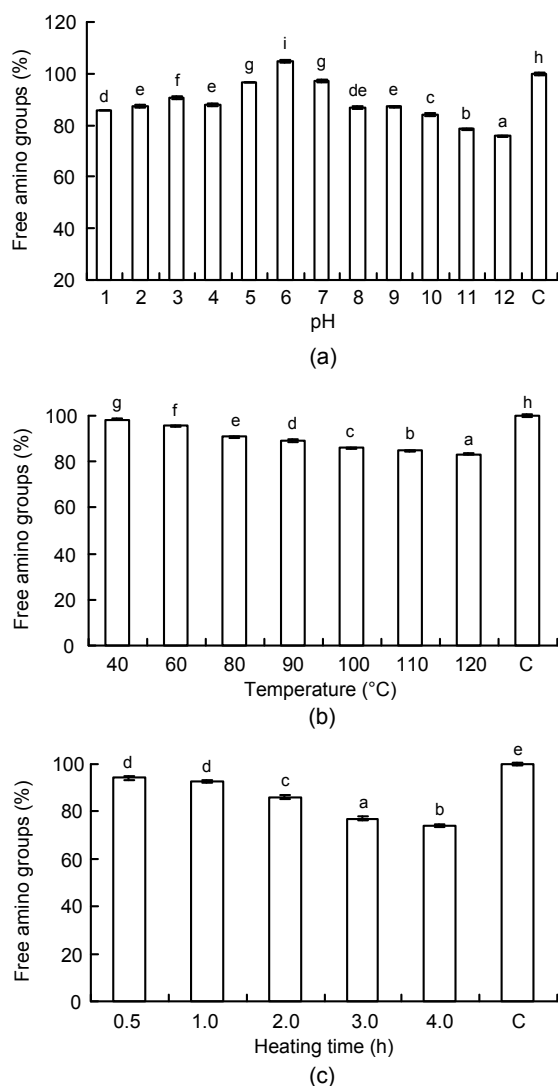 Free amino groups (%)
120
100
80
60
40
20
d e f e g i g de e c b a h
1 2 3 4 5 6 7 8 9 10 11 12 C
pH
(a)
Free amino groups (%)
100
80
60
40
20
0
g f e d c b a h
40 60 80 90 100 110 120 C
Temperature (°C)
(b)
Free amino groups (%)
100
80
60
40
20
0
d d c a b e
0.5 1.0 2.0 3.0 4.0 C
Heating time (h)
(c)